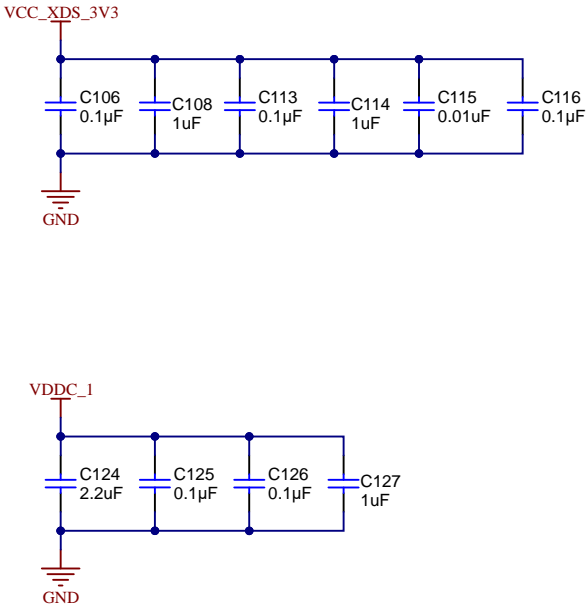 VCC_XDS_3V3
C106
0.1µF
C108
1uF
C113
0.1µF
C114
1uF
C115
0.01uF
C116
0.1µF
GND
VDDC_1
C124
2.2uF
C125
0.1µF
C126
0.1µF
C127
1uF
GND